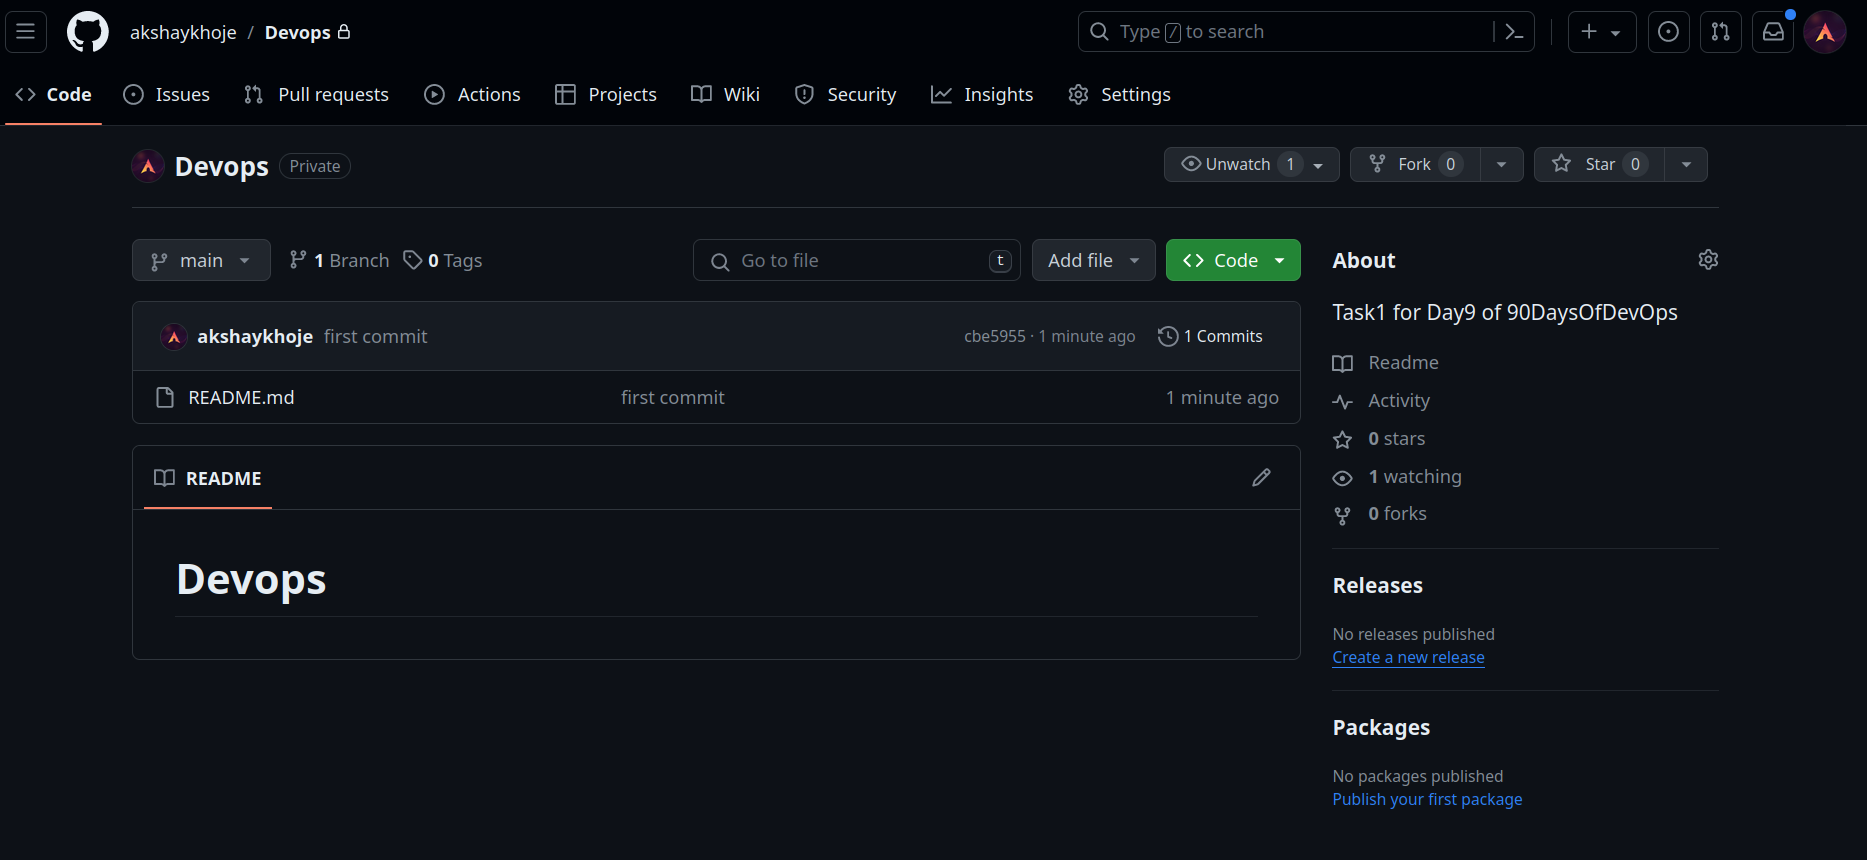 akshaykhoje / Devops
Type / to search
Code Issues Pull requests Actions Projects Wiki Security Insights Settings
Devops Private
Unwatch 1 Fork 0 Star 0
main 1 Branch 0 Tags Go to file t Add file Code
akshaykhoje first commit cbe5955 · 1 minute ago 1 Commits
README.md first commit 1 minute ago
README
Devops
About
Task1 for Day9 of 90DaysOfDevOps
Readme
Activity
0 stars
1 watching
0 forks
Releases
No releases published
Create a new release
Packages
No packages published
Publish your first package